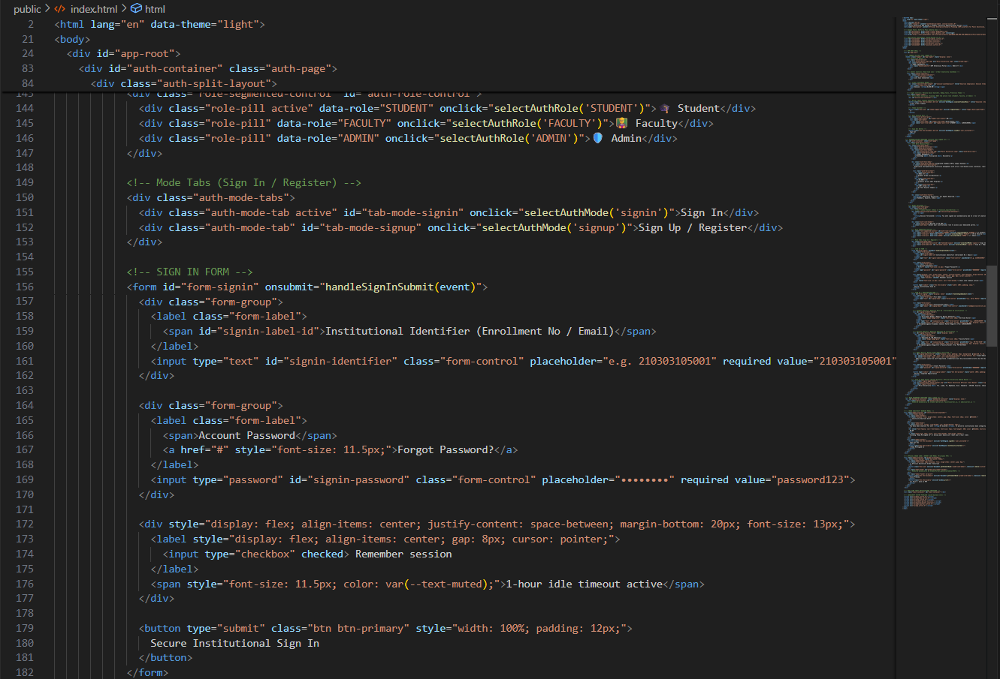 public > index.html > html
2 <html lang="en" data-theme="light">
21 <body>
24 <div id="app-root">
83 <div id="auth-container" class="auth-page">
84 <div class="auth-split-layout">
143 <div class="role-segmented-control" id="auth-role-control">
144 <div class="role-pill active" data-role="STUDENT" onclick="selectAuthRole('STUDENT')">🎓 Student</div>
145 <div class="role-pill" data-role="FACULTY" onclick="selectAuthRole('FACULTY')">👩‍🏫 Faculty</div>
146 <div class="role-pill" data-role="ADMIN" onclick="selectAuthRole('ADMIN')">🛡️ Admin</div>
147 </div>
148
149 <!-- Mode Tabs (Sign In / Register) -->
150 <div class="auth-mode-tabs">
151 <div class="auth-mode-tab active" id="tab-mode-signin" onclick="selectAuthMode('signin')">Sign In</div>
152 <div class="auth-mode-tab" id="tab-mode-signup" onclick="selectAuthMode('signup')">Sign Up / Register</div>
153 </div>
154
155 <!-- SIGN IN FORM -->
156 <form id="form-signin" onsubmit="handleSignInSubmit(event)">
157 <div class="form-group">
158 <label class="form-label">
159 <span id="signin-label-id">Institutional Identifier (Enrollment No / Email)</span>
160 </label>
161 <input type="text" id="signin-identifier" class="form-control" placeholder="e.g. 210303105001" required value="210303105001"
162 </div>
163
164 <div class="form-group">
165 <label class="form-label">
166 <span>Account Password</span>
167 <a href="#" style="font-size: 11.5px;">Forgot Password?</a>
168 </label>
169 <input type="password" id="signin-password" class="form-control" placeholder="••••••••" required value="password123">
170 </div>
171
172 <div style="display: flex; align-items: center; justify-content: space-between; margin-bottom: 20px; font-size: 13px;">
173 <label style="display: flex; align-items: center; gap: 8px; cursor: pointer;">
174 <input type="checkbox" checked> Remember session
175 </label>
176 <span style="font-size: 11.5px; color: var(--text-muted);">1-hour idle timeout active</span>
177 </div>
178
179 <button type="submit" class="btn btn-primary" style="width: 100%; padding: 12px;">
180 Secure Institutional Sign In
181 </button>
182 </form>